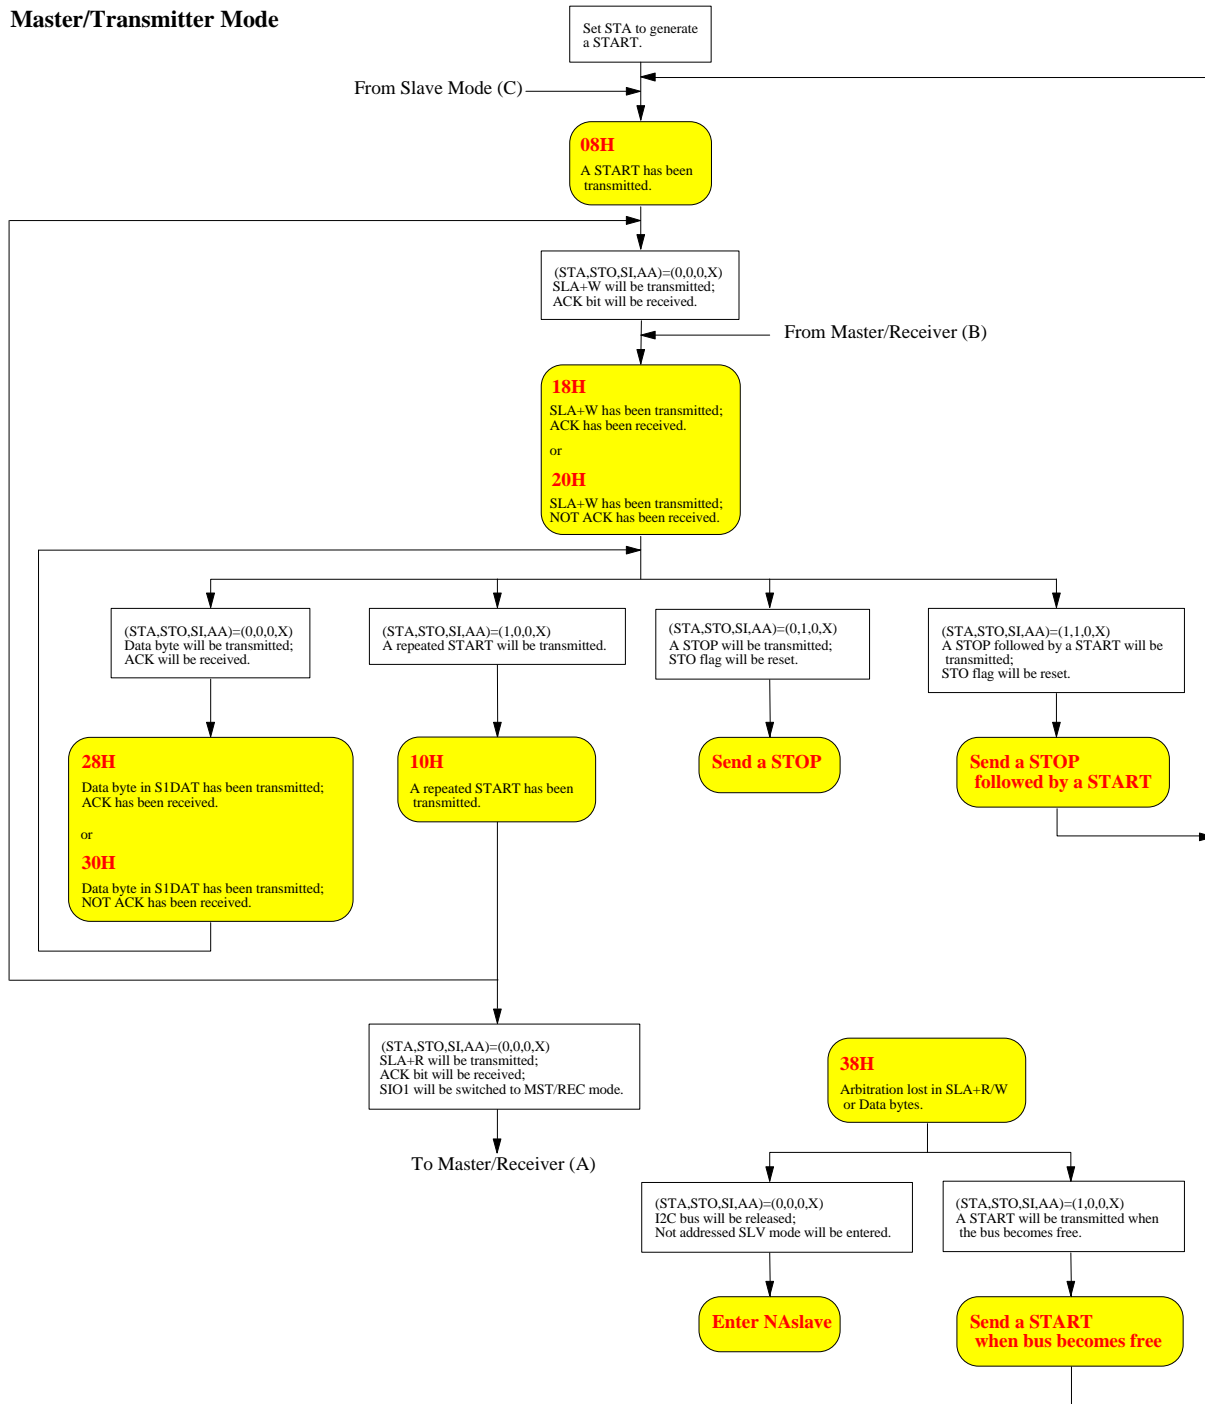 Master/Transmitter Mode
Set STA to generate
a START.
From Slave Mode (C)
08H
A START has been
transmitted.
(STA,STO,SI,AA)=(0,0,0,X)
SLA+W will be transmitted;
ACK bit will be received.
From Master/Receiver (B)
18H
SLA+W has been transmitted;
ACK has been received.
or
20H
SLA+W has been transmitted;
NOT ACK has been received.
(STA,STO,SI,AA)=(0,0,0,X)
Data byte will be transmitted;
ACK will be received.
(STA,STO,SI,AA)=(1,0,0,X)
A repeated START will be transmitted.
(STA,STO,SI,AA)=(0,1,0,X)
A STOP will be transmitted;
STO flag will be reset.
(STA,STO,SI,AA)=(1,1,0,X)
A STOP followed by a START will be
transmitted;
STO flag will be reset.
28H
Data byte in S1DAT has been transmitted;
ACK has been received.
or
30H
Data byte in S1DAT has been transmitted;
NOT ACK has been received.
10H
A repeated START has been
transmitted.
Send a STOP
Send a STOP
followed by a START
(STA,STO,SI,AA)=(0,0,0,X)
SLA+R will be transmitted;
ACK bit will be received;
SIO1 will be switched to MST/REC mode.
To Master/Receiver (A)
38H
Arbitration lost in SLA+R/W
or Data bytes.
(STA,STO,SI,AA)=(0,0,0,X)
I2C bus will be released;
Not addressed SLV mode will be entered.
(STA,STO,SI,AA)=(1,0,0,X)
A START will be transmitted when
the bus becomes free.
Enter NAslave
Send a START
when bus becomes free